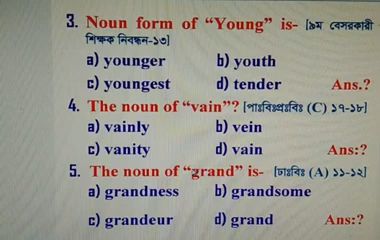 3. Noun form of “Young” is- [৯ম বেসরকারী
শিক্ষক নিবন্ধন-১৩]
a) younger b) youth
c) youngest d) tender Ans.?
4. The noun of “vain”? [পাঃবিঃপ্রঃবিঃ (C) ১৭-১৮]
a) vainly b) vein
c) vanity d) vain Ans:?
5. The noun of “grand” is- [ঢাঃবিঃ (A) ১১-১২]
a) grandness b) grandsome
c) grandeur d) grand Ans:?